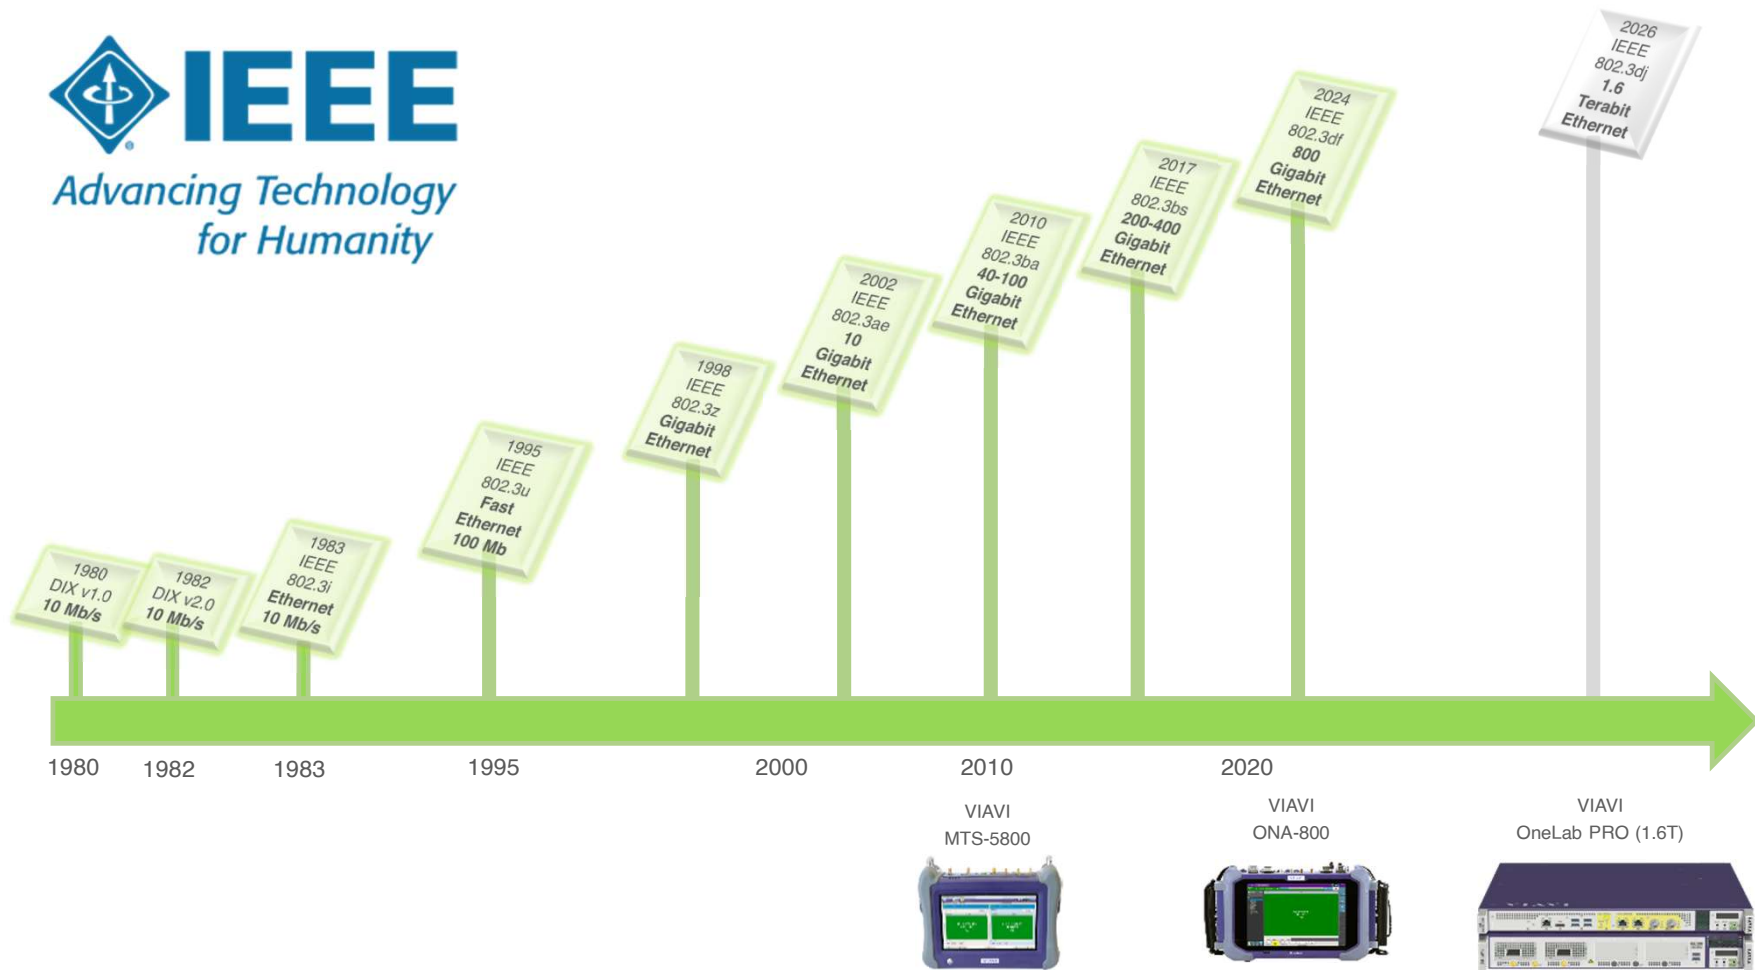 IEEE
®
Advancing Technology
for Humanity
1980
DIX v1.0
10 Mb/s
1982
DIX v2.0
10 Mb/s
1983
IEEE
802.3i
Ethernet
10 Mb/s
1995
IEEE
802.3u
Fast
Ethernet
100 Mb
1998
IEEE
802.3z
Gigabit
Ethernet
2002
IEEE
802.3ae
10
Gigabit
Ethernet
2010
IEEE
802.3ba
40-100
Gigabit
Ethernet
2017
IEEE
802.3bs
200-400
Gigabit
Ethernet
2024
IEEE
802.3df
800
Gigabit
Ethernet
2026
IEEE
802.3dj
1.6
Terabit
Ethernet
1980
1982
1983
1995
2000
2010
2020
VIAVI
MTS-5800
VIAVI
ONA-800
VIAVI
OneLab PRO (1.6T)
VIAVI